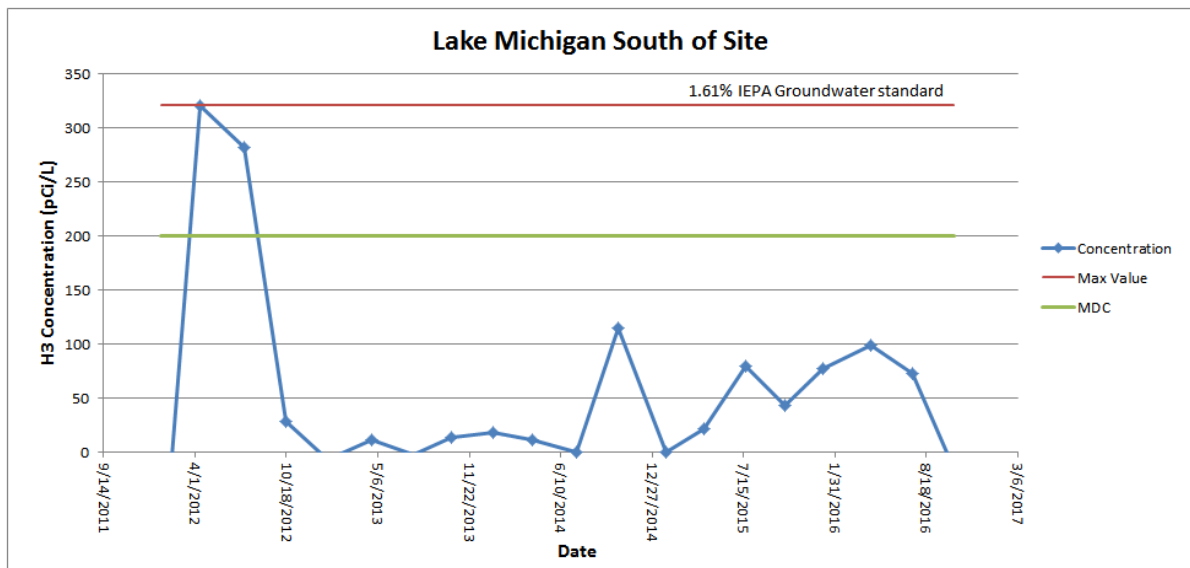 Lake Michigan South of Site
H3 Concentration (pCi/L)
350
300
250
200
150
100
50
0
1.61% IEPA Groundwater standard
9/14/2011
4/1/2012
10/18/2012
5/6/2013
11/22/2013
6/10/2014
12/27/2014
7/15/2015
1/31/2016
8/18/2016
3/6/2017
Date
Concentration
Max Value
MDC